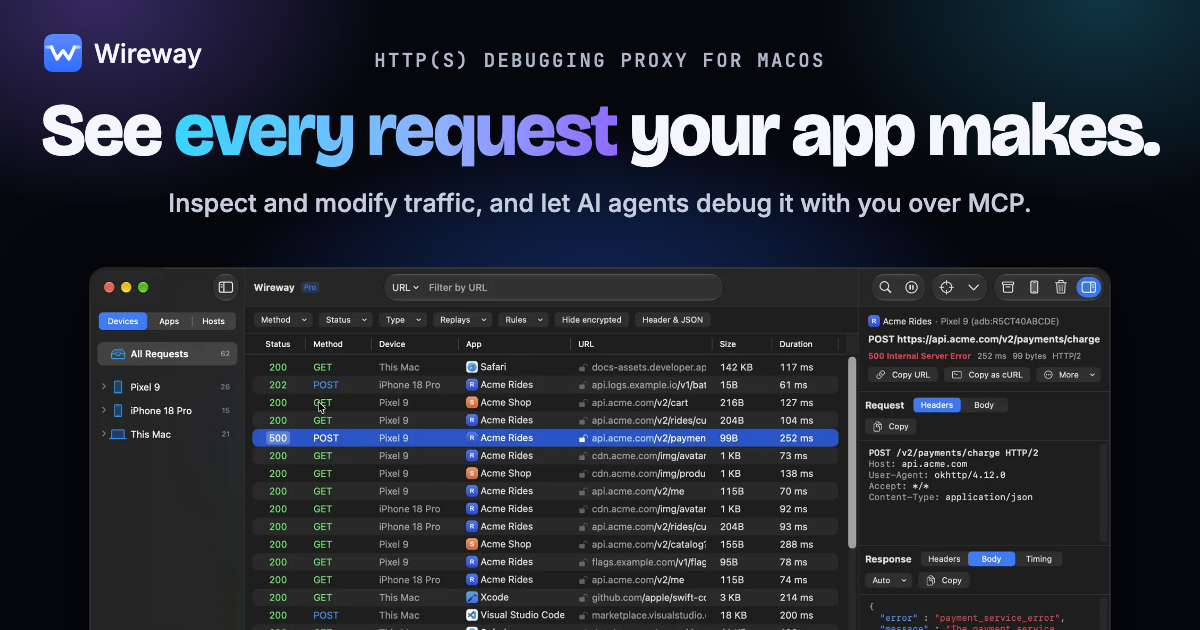 Wireway
HTTP(S) DEBUGGING PROXY FOR MACOS
See every request your app makes.
Inspect and modify traffic, and let AI agents debug it with you over MCP.
Wireway Pro
URL Filter by URL
Devices Apps Hosts
All Requests 62
Pixel 9 26
iPhone 18 Pro 15
This Mac 21
Method Status Type Replays Rules Hide encrypted Header & JSON
Status Method Device App URL Size Duration
200 GET This Mac Safari docs-assets.developer.ap 142 KB 117 ms
202 POST iPhone 18 Pro Acme Rides api.logs.example.io/v1/bat 15B 61 ms
200 GET Pixel 9 Acme Shop api.acme.com/v2/cart 216B 127 ms
200 GET Pixel 9 Acme Rides api.acme.com/v2/rides/cu 204B 104 ms
500 POST Pixel 9 Acme Rides api.acme.com/v2/paymen 99B 252 ms
200 GET Pixel 9 Acme Rides cdn.acme.com/img/avatar 1 KB 73 ms
200 GET Pixel 9 Acme Shop cdn.acme.com/img/produ 1 KB 138 ms
200 GET Pixel 9 Acme Rides api.acme.com/v2/me 115B 70 ms
200 GET iPhone 18 Pro Acme Rides cdn.acme.com/img/avatar 1 KB 92 ms
200 GET iPhone 18 Pro Acme Rides api.acme.com/v2/rides/cu 204B 93 ms
200 GET Pixel 9 Acme Shop api.acme.com/v2/catalog? 155B 288 ms
200 GET Pixel 9 Acme Rides flags.example.com/v1/flag 95B 78 ms
200 GET iPhone 18 Pro Acme Rides api.acme.com/v2/me 115B 74 ms
200 GET This Mac Xcode github.com/apple/swift-cc 3 KB 214 ms
200 POST This Mac Visual Studio Code marketplace.visualstudio. 18 KB 200 ms
R Acme Rides · Pixel 9 (adb:R5CT40ABCDE)
POST https://api.acme.com/v2/payments/charge
500 Internal Server Error 252 ms 99 bytes HTTP/2
Copy URL Copy as cURL More
Request Headers Body
Copy
POST /v2/payments/charge HTTP/2
Host: api.acme.com
User-Agent: okhttp/4.12.0
Accept: */*
Content-Type: application/json
Response Headers Body Timing
Auto Copy
{
"error" : "payment_service_error",
"message" : "The payment service